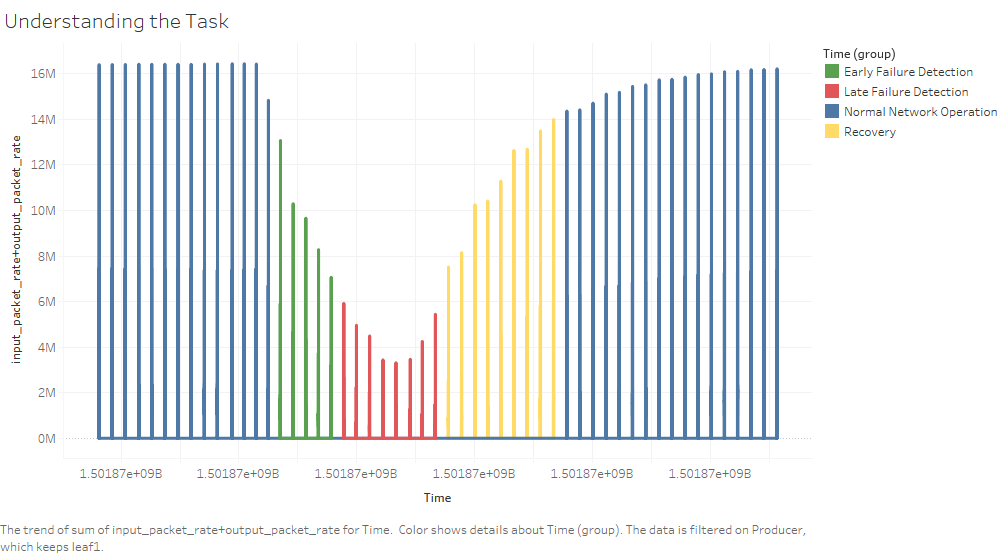 Understanding the Task
Time (group)
Early Failure Detection
Late Failure Detection
Normal Network Operation
Recovery
input_packet_rate+output_packet_rate
16M
14M
12M
10M
8M
6M
4M
2M
0M
1.50187e+09B 1.50187e+09B 1.50187e+09B 1.50187e+09B 1.50187e+09B 1.50187e+09B
Time
The trend of sum of input_packet_rate+output_packet_rate for Time. Color shows details about Time (group). The data is filtered on Producer,
which keeps leaf1.